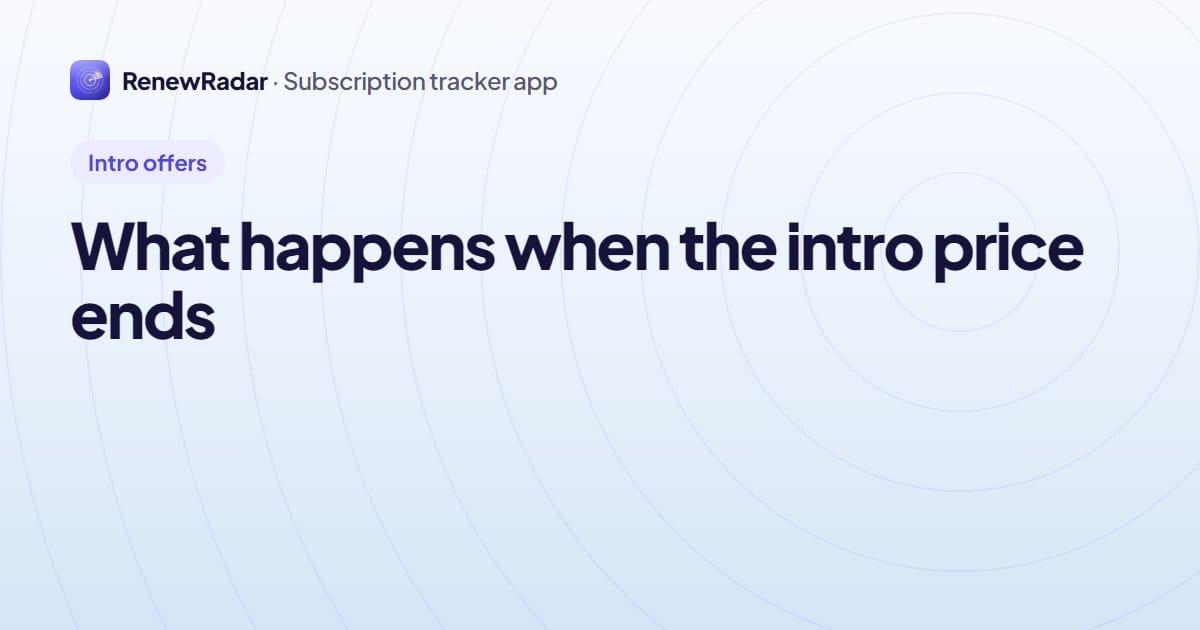 RenewRadar · Subscription tracker app
Intro offers
What happens when the intro price
ends